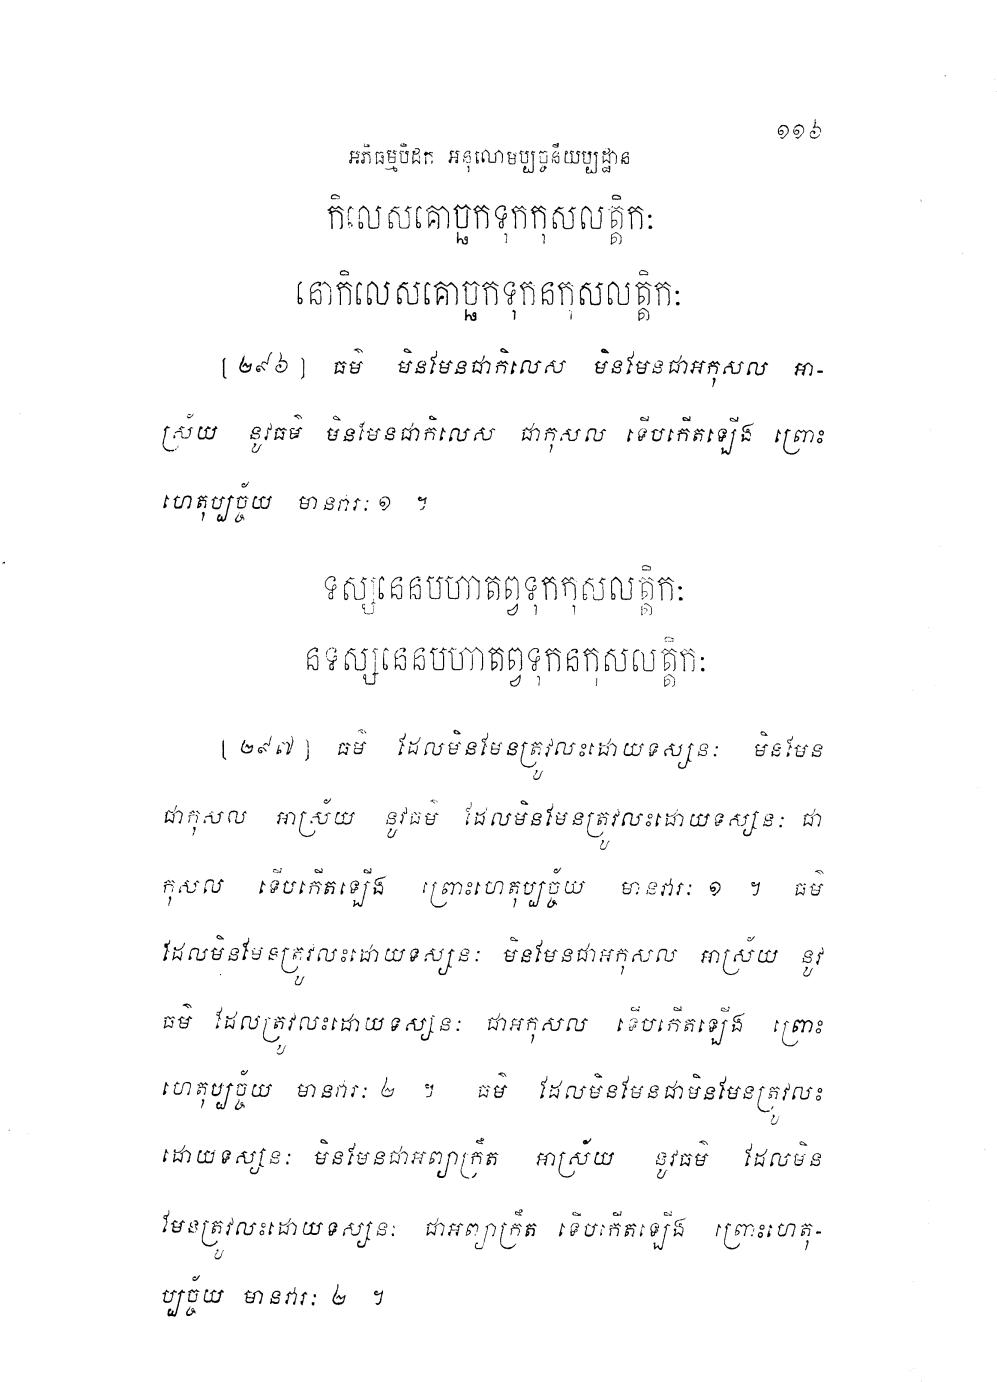 ១១៦
អភិធម្មបិដក អនុលោមប្បច្ចនីយប្បដ្ឋាន
កិលេសគោច្ឆកទុកកុសលត្តិកៈ
នោកិលេសគោច្ឆកទុកនកុសលត្តិកៈ
[២៩៦] ធម៌ មិនមែនជាកិលេស មិនមែនជាអកុសល អា-
ស្រ័យ នូវធម៌ មិនមែនជាកិលេស ជាកុសល ទើបកើតឡើង ព្រោះ
ហេតុប្បច្ច័យ មានវារៈ ១ ។
ទស្សនេនបហាតព្វទុកកុសលត្តិកៈ
នទស្សនេនបហាតព្វទុកនកុសលត្តិកៈ
[២៩៧] ធម៌ ដែលមិនមែនត្រូវលះដោយទស្សនៈ មិនមែន
ជាកុសល អាស្រ័យ នូវធម៌ ដែលមិនមែនត្រូវលះដោយទស្សនៈ ជា
កុសល ទើបកើតឡើង ព្រោះហេតុប្បច្ច័យ មានវារៈ ១ ។ ធម៌
ដែលមិនមែនត្រូវលះដោយទស្សនៈ មិនមែនជាអកុសល អាស្រ័យ នូវ
ធម៌ ដែលត្រូវលះដោយទស្សនៈ ជាអកុសល ទើបកើតឡើង ព្រោះ
ហេតុប្បច្ច័យ មានវារៈ ២ ។ ធម៌ ដែលមិនមែនជាមិនមែនត្រូវលះ
ដោយទស្សនៈ មិនមែនជាអព្យាក្រឹត អាស្រ័យ នូវធម៌ ដែលមិន
មែនត្រូវលះដោយទស្សនៈ ជាអព្យាក្រឹត ទើបកើតឡើង ព្រោះហេតុ-
ប្បច្ច័យ មានវារៈ ២ ។